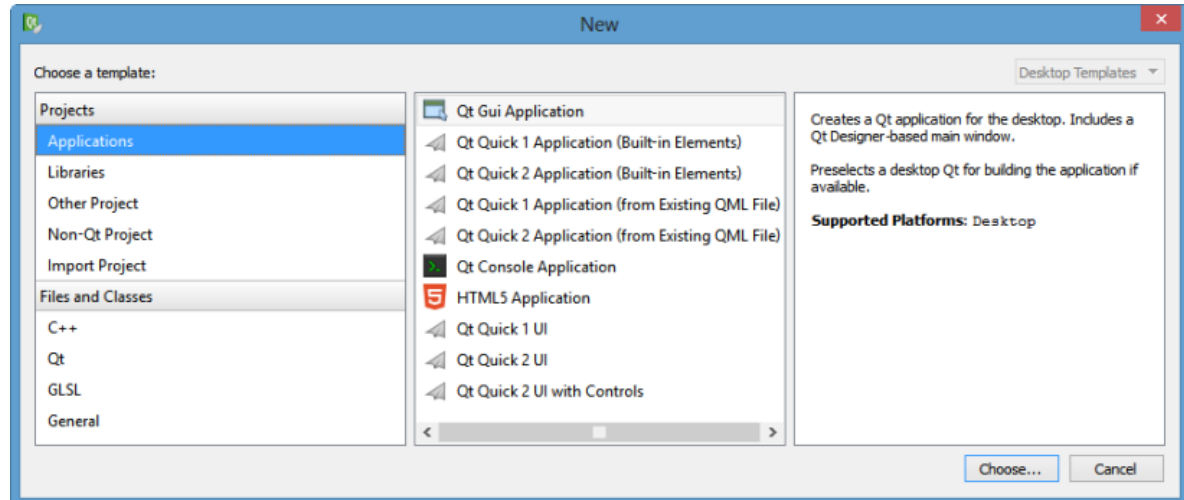 New
Choose a template:
Desktop Templates
Projects
Applications
Libraries
Other Project
Non-Qt Project
Import Project
Files and Classes
C++
Qt
GLSL
General
Qt Gui Application
Qt Quick 1 Application (Built-in Elements)
Qt Quick 2 Application (Built-in Elements)
Qt Quick 1 Application (from Existing QML File)
Qt Quick 2 Application (from Existing QML File)
Qt Console Application
HTML5 Application
Qt Quick 1 UI
Qt Quick 2 UI
Qt Quick 2 UI with Controls
Creates a Qt application for the desktop. Includes a
Qt Designer-based main window.
Preselects a desktop Qt for building the application if
available.
Supported Platforms: Desktop
Choose...
Cancel